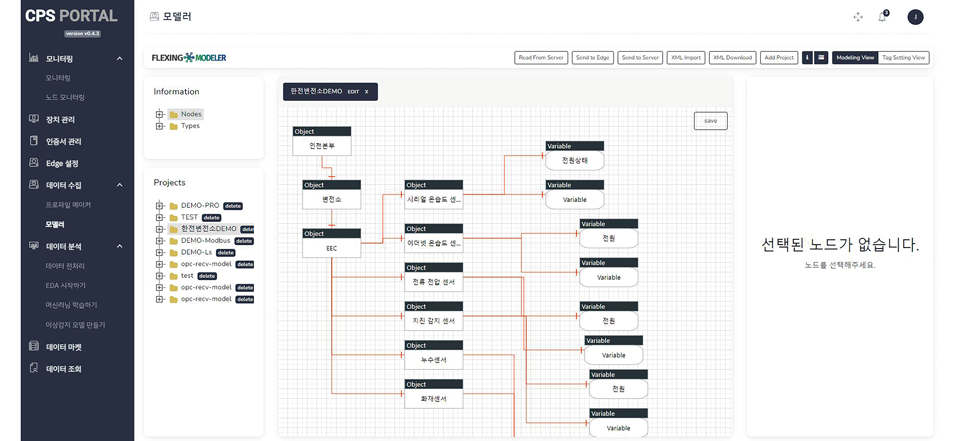 CPS PORTAL
version v0.4.3
모니터링
모니터링
노드 모니터링
장치 관리
인증서 관리
Edge 설정
데이터 수집
프로파일 메이커
모델러
데이터 분석
데이터 전처리
EDA 시작하기
머신러닝 학습하기
이상감지 모델 만들기
데이터 마켓
데이터 조회
모델러
3
J
FLEXING MODELER
Read From Server
Send to Edge
Send to Server
XML Import
XML Download
Add Project
Modeling View
Tag Setting View
Information
Nodes
Types
Projects
DEMO-PRO delete
TEST delete
한전변전소DEMO delete
DEMO-Modbus delete
DEMO-Ls delete
opc-recv-model delete
test delete
opc-recv-model delete
opc-recv-model delete
한전변전소DEMO EDIT X
save
Object
인천본부
Object
변전소
Object
EEC
Object
시리얼 온습도 센...
Object
이더넷 온습도 센...
Object
전류 전압 센서
Object
지진 감지 센서
Object
누수센서
Object
화재센서
Variable
전원상태
Variable
Variable
Variable
전원
Variable
Variable
Variable
전원
Variable
Variable
Variable
전원
Variable
Variable
선택된 노드가 없습니다.
노드를 선택해주세요.